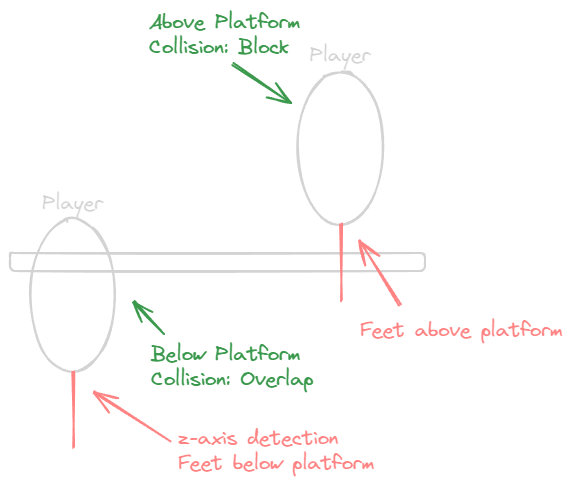 Above Platform
Collision: Block
Player
Player
Feet above platform
Below Platform
Collision: Overlap
z-axis detection
Feet below platform